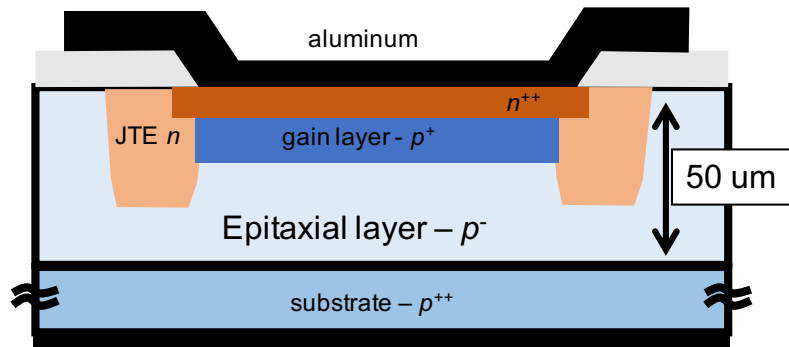 aluminum
n⁺⁺
JTE n
gain layer - p⁺
50 um
Epitaxial layer – p⁻
substrate – p⁺⁺